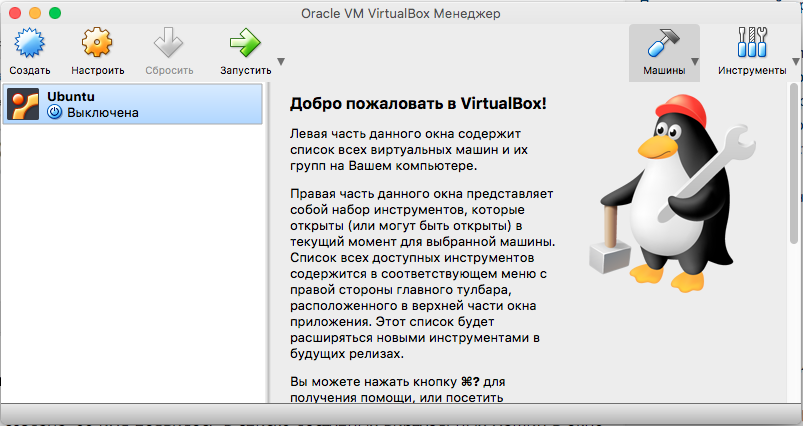 Oracle VM VirtualBox Менеджер
Создать Настроить Сбросить Запустить Машины Инструменты
Ubuntu
Выключена
Добро пожаловать в VirtualBox!
Левая часть данного окна содержит
список всех виртуальных машин и их
групп на Вашем компьютере.
Правая часть данного окна представляет
собой набор инструментов, которые
открыты (или могут быть открыты) в
текущий момент для выбранной машины.
Список всех доступных инструментов
содержится в соответствующем меню с
правой стороны главного тулбара,
расположенного в верхней части окна
приложения. Этот список будет
расширяться новыми инструментами в
будущих релизах.
Вы можете нажать кнопку ⌘? для
получения помощи, или посетить